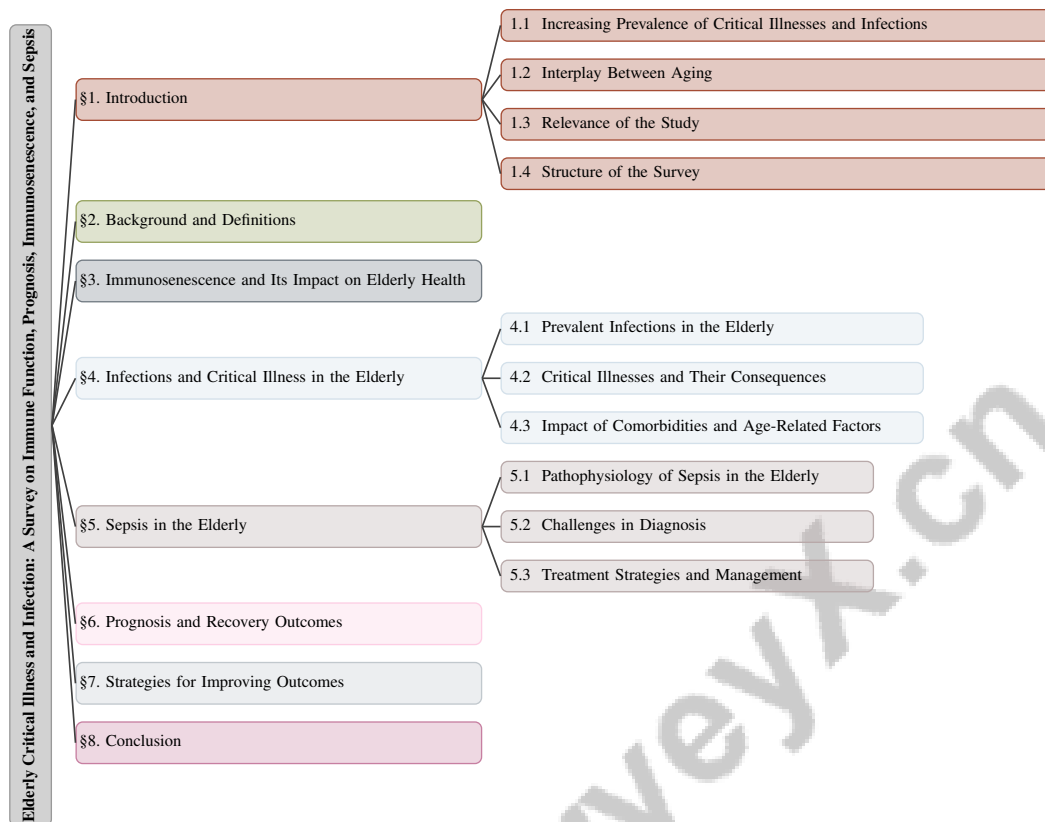 Elderly Critical Illness and Infection: A Survey on Immune Function, Prognosis, Immunosenescence, and Sepsis
§1. Introduction
1.1 Increasing Prevalence of Critical Illnesses and Infections
1.2 Interplay Between Aging
1.3 Relevance of the Study
1.4 Structure of the Survey
§2. Background and Definitions
§3. Immunosenescence and Its Impact on Elderly Health
§4. Infections and Critical Illness in the Elderly
4.1 Prevalent Infections in the Elderly
4.2 Critical Illnesses and Their Consequences
4.3 Impact of Comorbidities and Age-Related Factors
§5. Sepsis in the Elderly
5.1 Pathophysiology of Sepsis in the Elderly
5.2 Challenges in Diagnosis
5.3 Treatment Strategies and Management
§6. Prognosis and Recovery Outcomes
§7. Strategies for Improving Outcomes
§8. Conclusion
veyx.cn